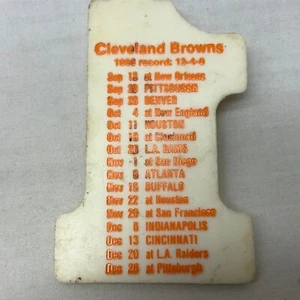 Cleveland Browns
1986 record: 12-4-0
Sep 13 at New Orleans
Sep 20 PITTSBURGH
Sep 28 DENVER
Oct 4 at New England
Oct 11 HOUSTON
Oct 18 at Cincinnati
Oct 26 L.A. RAMS
Nov 1 at San Diego
Nov 8 ATLANTA
Nov 15 BUFFALO
Nov 22 at Houston
Nov 29 at San Francisco
Dec 6 INDIANAPOLIS
Dec 13 CINCINNATI
Dec 20 at L.A. Raiders
Dec 26 at Pittsburgh